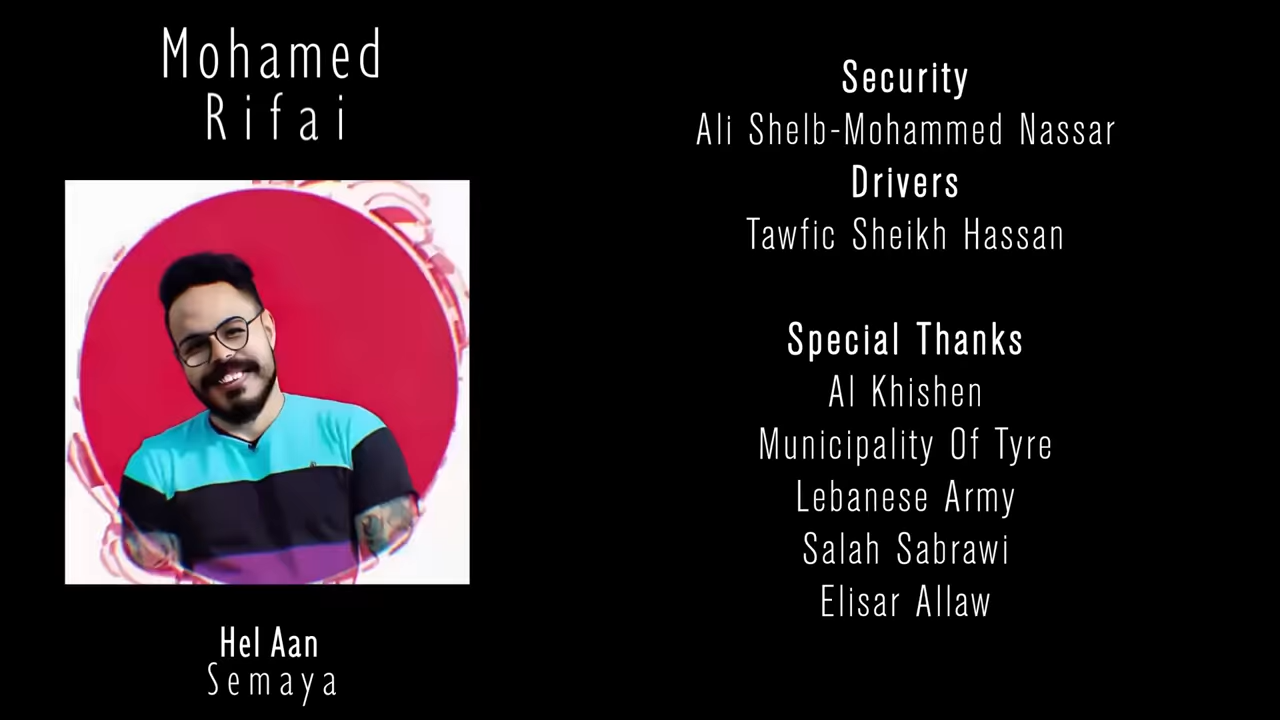 Mohamed
Rifai
Hel Aan
Semaya
Security
Ali Shelb-Mohammed Nassar
Drivers
Tawfic Sheikh Hassan
Special Thanks
Al Khishen
Municipality Of Tyre
Lebanese Army
Salah Sabrawi
Elisar Allaw